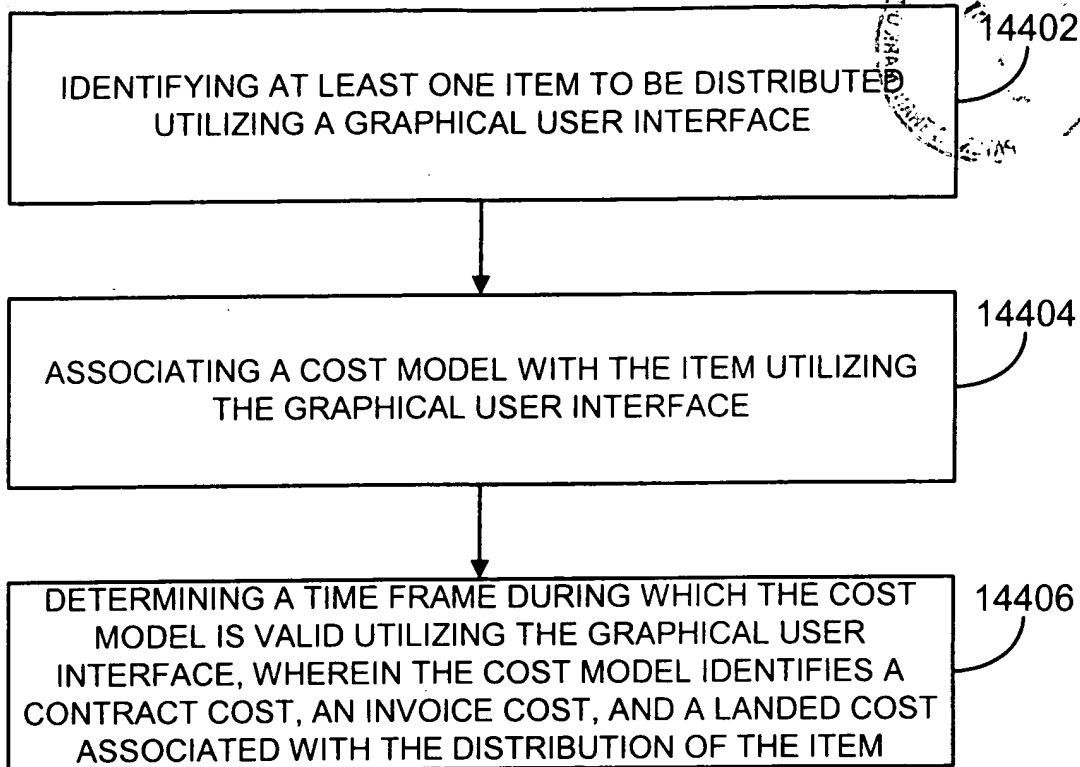 14402
IDENTIFYING AT LEAST ONE ITEM TO BE DISTRIBUTED
UTILIZING A GRAPHICAL USER INTERFACE
14404
ASSOCIATING A COST MODEL WITH THE ITEM UTILIZING
THE GRAPHICAL USER INTERFACE
14406
DETERMINING A TIME FRAME DURING WHICH THE COST
MODEL IS VALID UTILIZING THE GRAPHICAL USER
INTERFACE, WHEREIN THE COST MODEL IDENTIFIES A
CONTRACT COST, AN INVOICE COST, AND A LANDED COST
ASSOCIATED WITH THE DISTRIBUTION OF THE ITEM